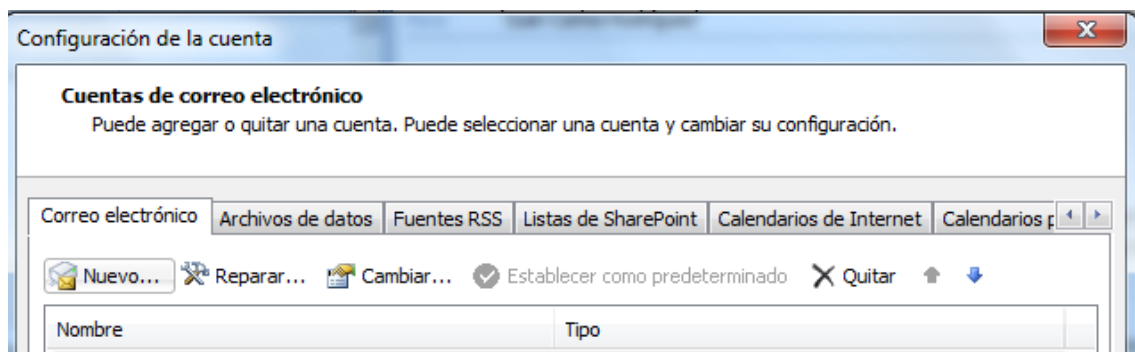 Configuración de la cuenta
Cuentas de correo electrónico
Puede agregar o quitar una cuenta. Puede seleccionar una cuenta y cambiar su configuración.
Correo electrónico Archivos de datos Fuentes RSS Listas de SharePoint Calendarios de Internet Calendarios
Nuevo... Reparar... Cambiar... Establecer como predeterminado Quitar
Nombre Tipo